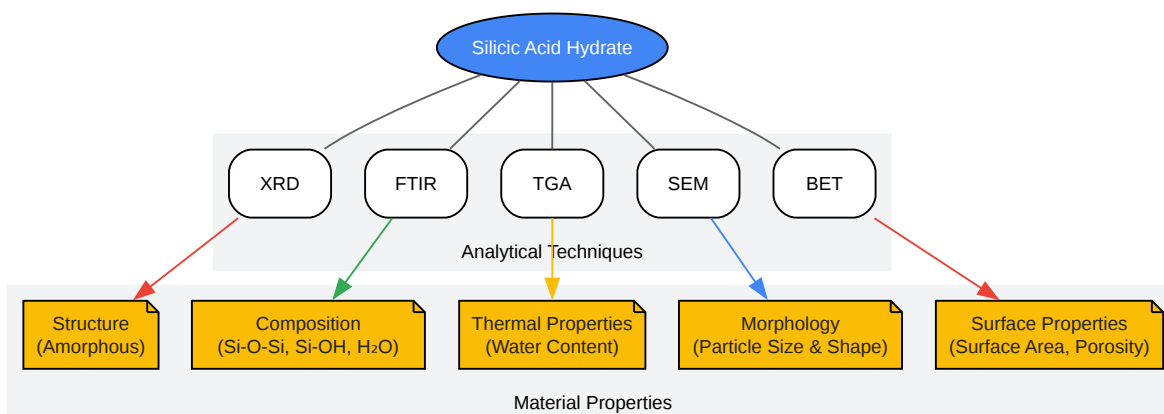 Silicic Acid Hydrate
XRD
FTIR
TGA
SEM
BET
Analytical Techniques
Structure
(Amorphous)
Composition
(Si-O-Si, Si-OH, H₂O)
Thermal Properties
(Water Content)
Morphology
(Particle Size & Shape)
Surface Properties
(Surface Area, Porosity)
Material Properties